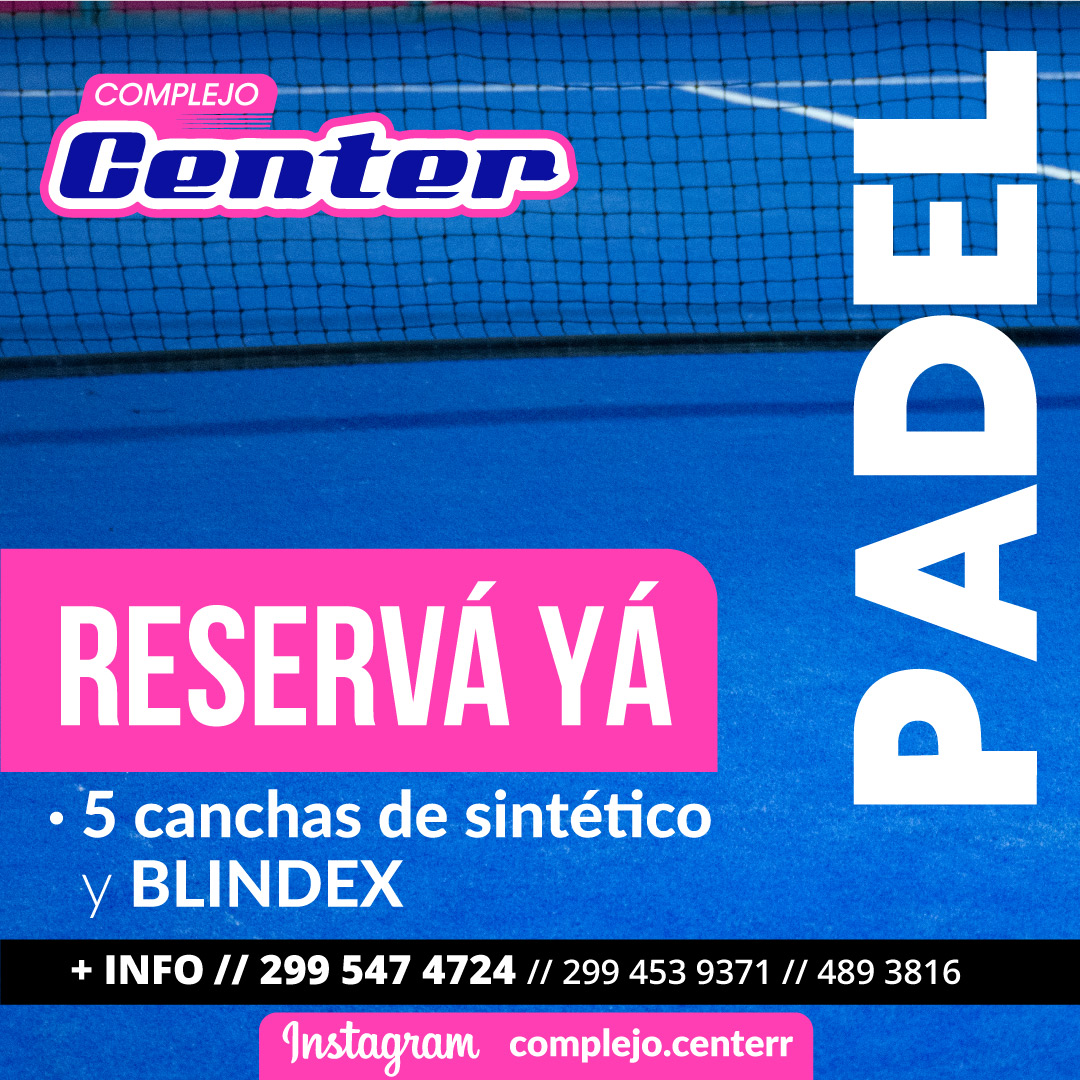 COMPLEJO
Center
PADEL
RESERVÁ YÁ
· 5 canchas de sintético
y BLINDEX
+ INFO // 299 547 4724 // 299 453 9371 // 489 3816
Instagram complejo.centerr